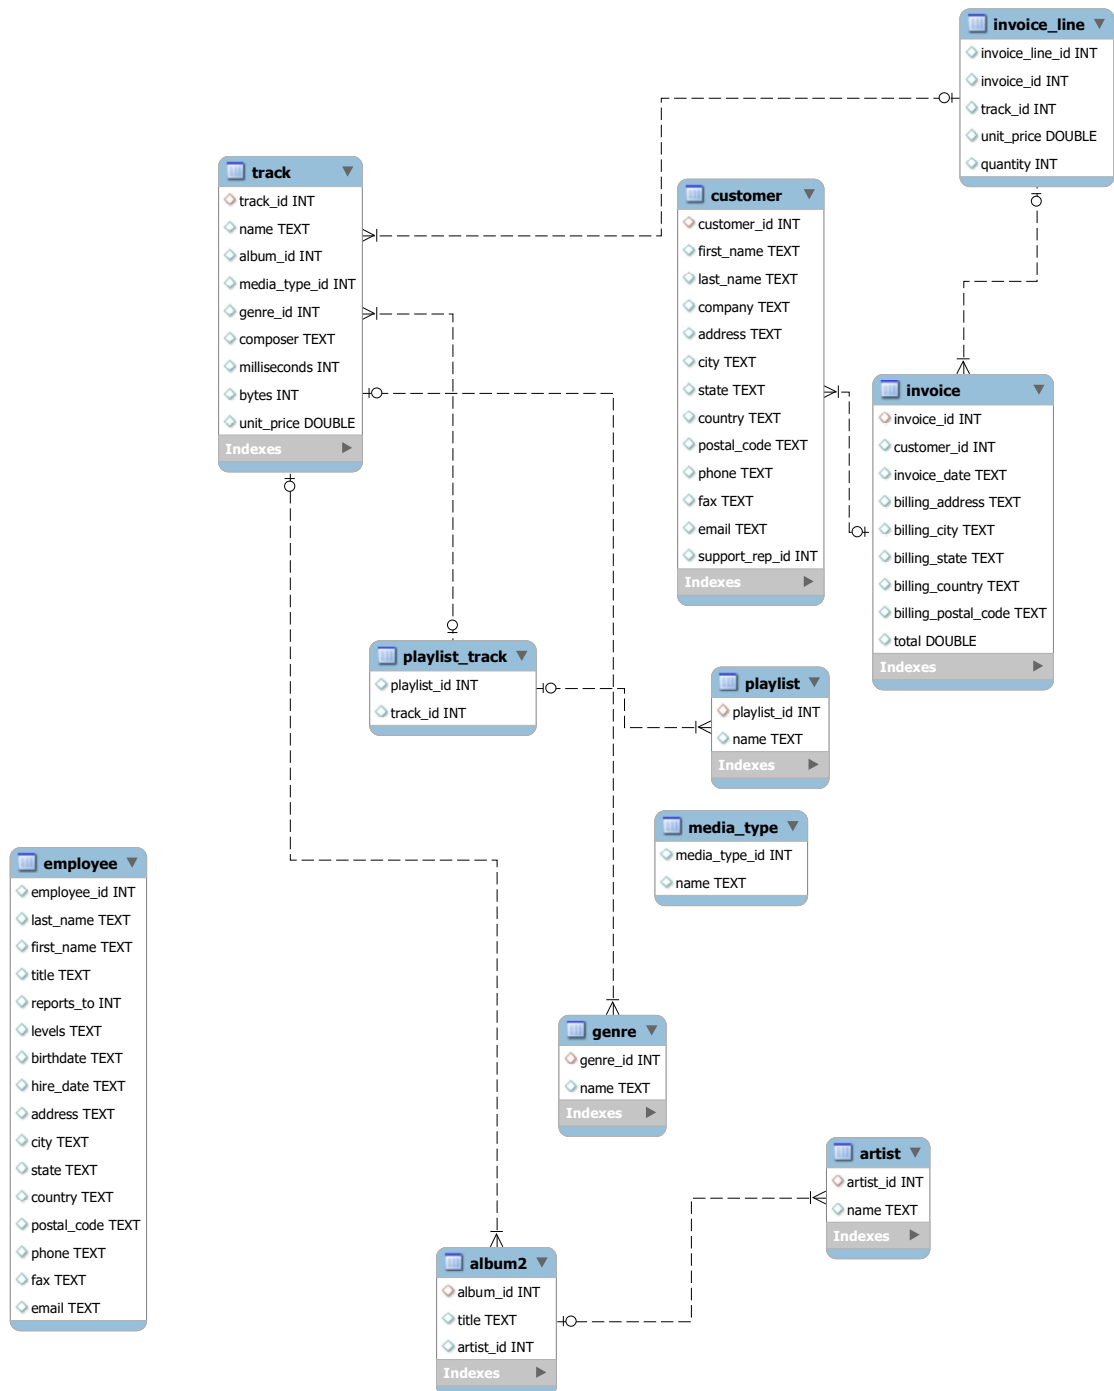 invoice_line
invoice_line_id INT
invoice_id INT
track_id INT
unit_price DOUBLE
quantity INT
track
track_id INT
name TEXT
album_id INT
media_type_id INT
genre_id INT
composer TEXT
milliseconds INT
bytes INT
unit_price DOUBLE
Indexes
customer
customer_id INT
first_name TEXT
last_name TEXT
company TEXT
address TEXT
city TEXT
state TEXT
country TEXT
postal_code TEXT
phone TEXT
fax TEXT
email TEXT
support_rep_id INT
Indexes
invoice
invoice_id INT
customer_id INT
invoice_date TEXT
billing_address TEXT
billing_city TEXT
billing_state TEXT
billing_country TEXT
billing_postal_code TEXT
total DOUBLE
Indexes
playlist_track
playlist_id INT
track_id INT
playlist
playlist_id INT
name TEXT
Indexes
media_type
media_type_id INT
name TEXT
employee
employee_id INT
last_name TEXT
first_name TEXT
title TEXT
reports_to INT
levels TEXT
birthdate TEXT
hire_date TEXT
address TEXT
city TEXT
state TEXT
country TEXT
postal_code TEXT
phone TEXT
fax TEXT
email TEXT
genre
genre_id INT
name TEXT
Indexes
artist
artist_id INT
name TEXT
Indexes
album2
album_id INT
title TEXT
artist_id INT
Indexes